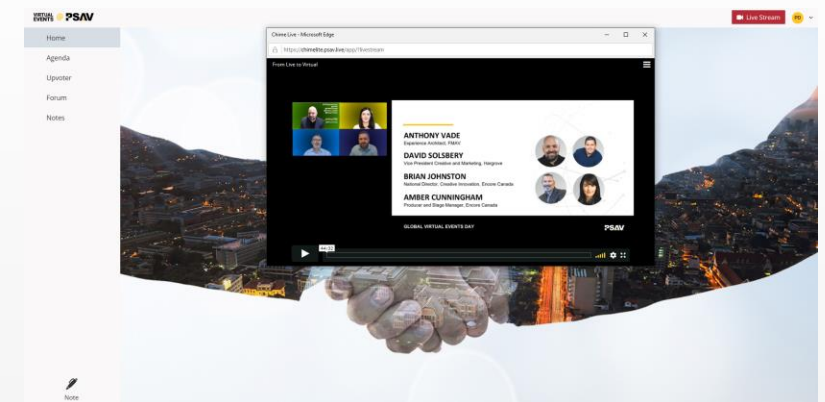 VIRTUAL
EVENTS
PSAV
Live Stream
PD
Home
Agenda
Upvoter
Forum
Notes
Note
Chime Live - Microsoft Edge
https://chimelite.psav.live/app/#livestream
From Live to Virtual
ANTHONY VADE
Experience Architect, FMAV
DAVID SOLSBERY
Vice President Creative and Marketing, Hargrove
BRIAN JOHNSTON
National Director, Creative Innovation, Encore Canada
AMBER CUNNINGHAM
Producer and Stage Manager, Encore Canada
GLOBAL VIRTUAL EVENTS DAY
PSAV